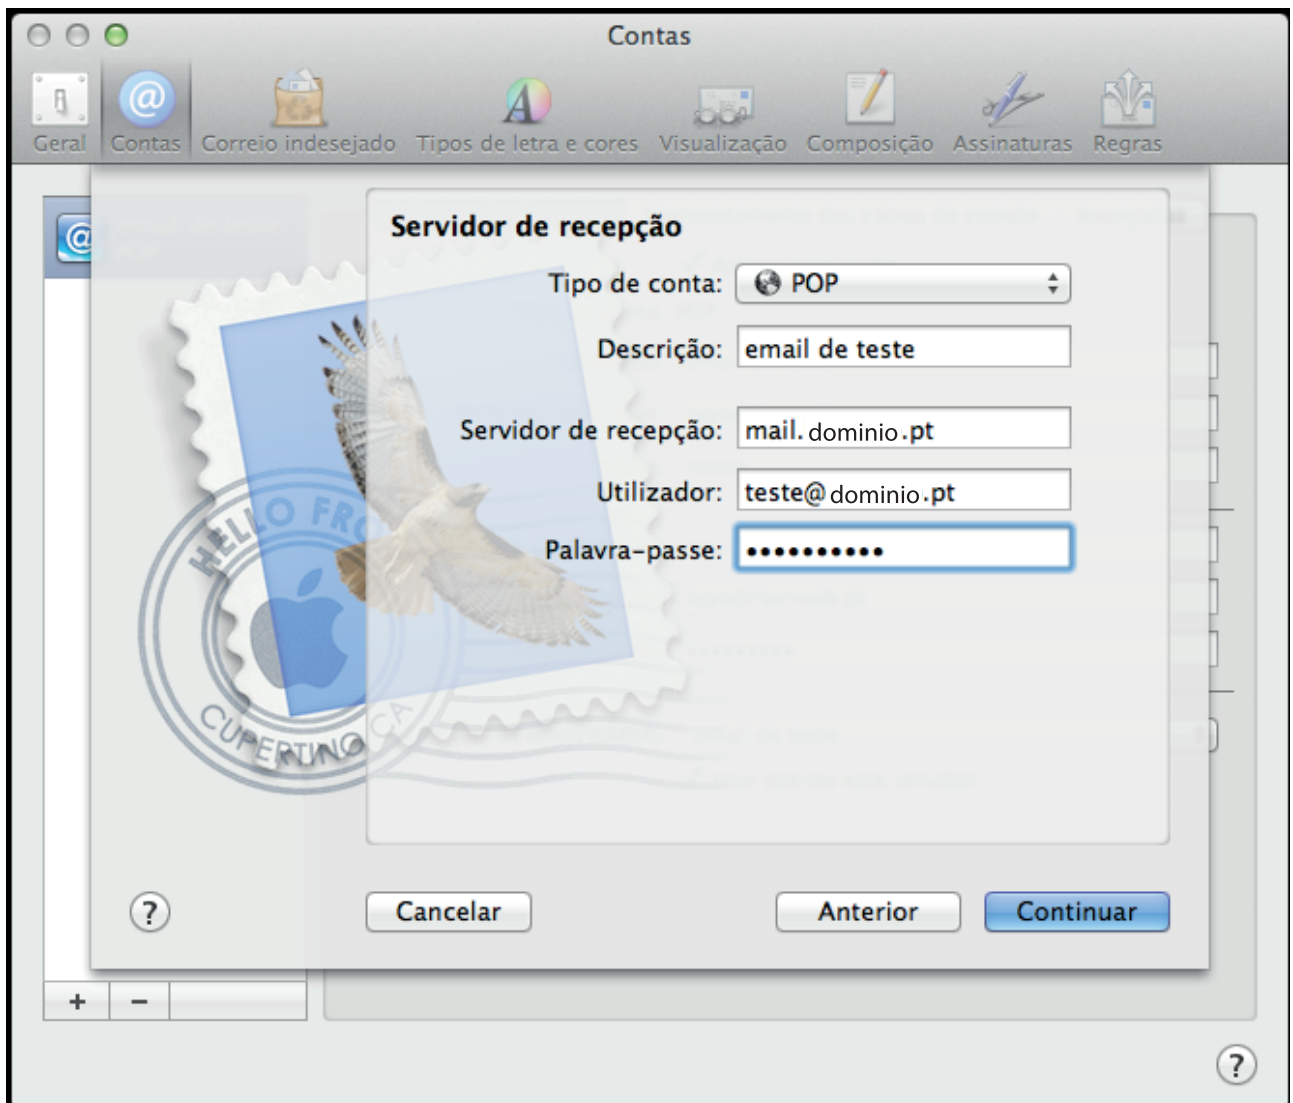 Contas
Geral Contas Correio indesejado Tipos de letra e cores Visualização Composição Assinaturas Regras
Servidor de recepção
Tipo de conta: POP
Descrição: email de teste
Servidor de recepção: mail.dominio.pt
Utilizador: teste@dominio.pt
Palavra-passe: ••••••••••
HELLO FRO
CUPERTINO CA
? Cancelar Anterior Continuar
+ −
?